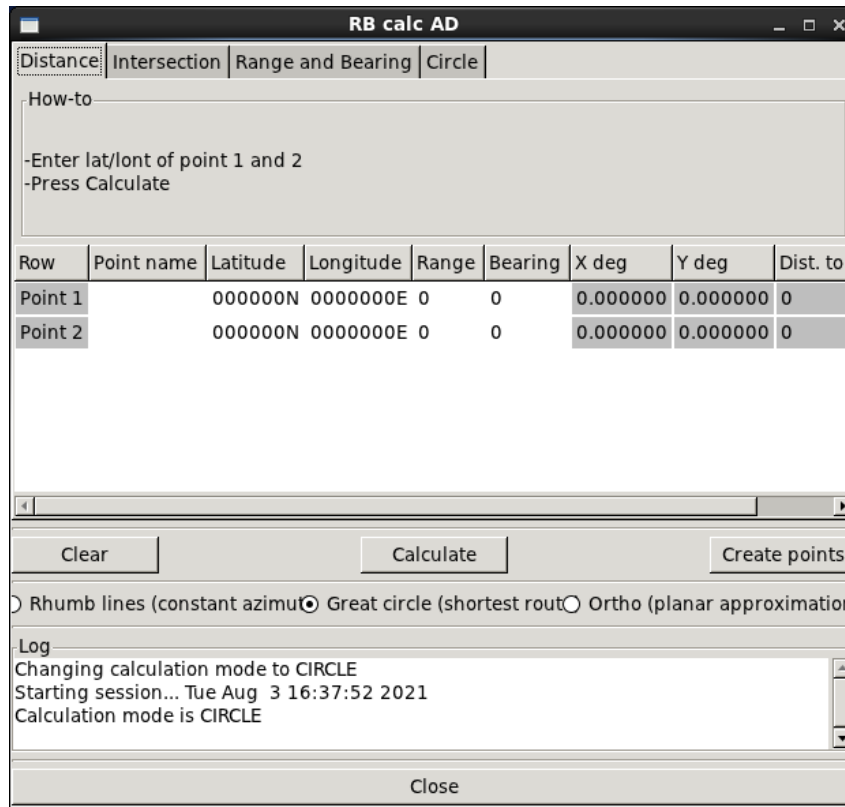 RB calc AD
Distance Intersection Range and Bearing Circle
How-to
-Enter lat/lont of point 1 and 2
-Press Calculate
Row Point name Latitude Longitude Range Bearing X deg Y deg Dist. to
Point 1 000000N 0000000E 0 0 0.000000 0.000000 0
Point 2 000000N 0000000E 0 0 0.000000 0.000000 0
Clear Calculate Create points
Rhumb lines (constant azimut Great circle (shortest rout Ortho (planar approximation
Log
Changing calculation mode to CIRCLE
Starting session... Tue Aug  3 16:37:52 2021
Calculation mode is CIRCLE
Close